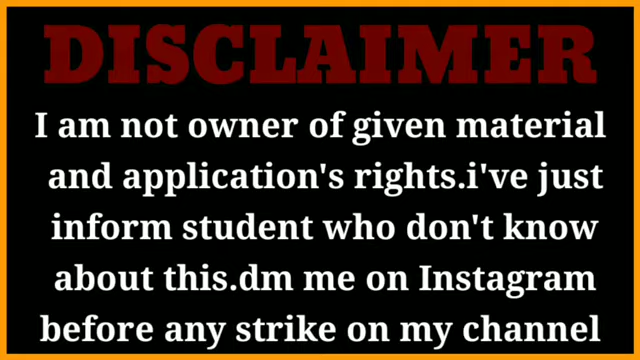 DISCLAIMER
I am not owner of given material
and application's rights.i've just
inform student who don't know
about this.dm me on Instagram
before any strike on my channel